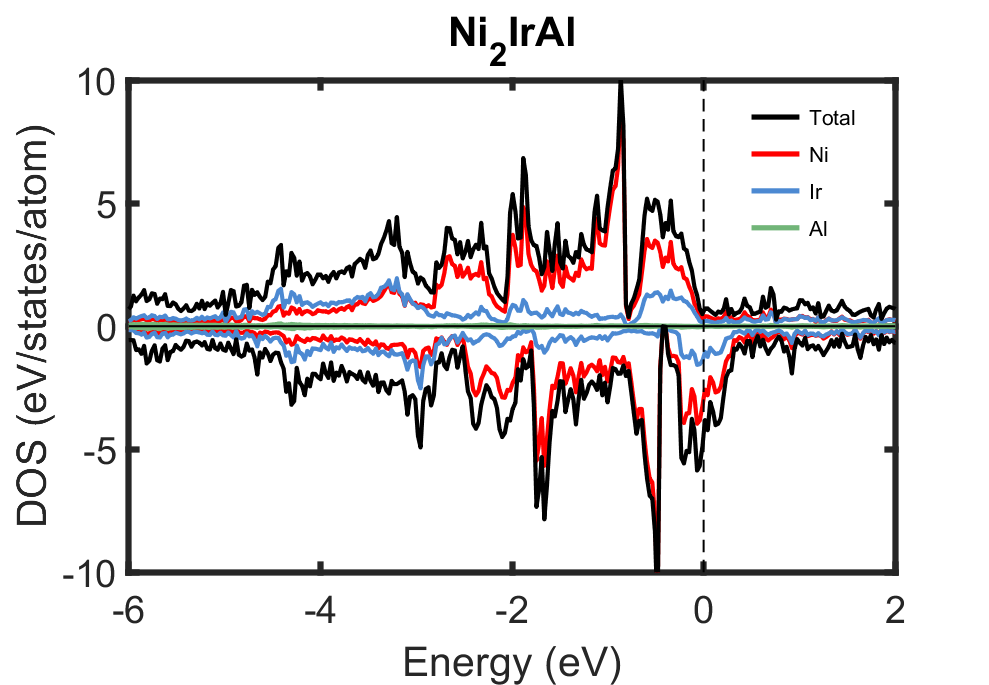 Ni2IrAl
DOS (eV/states/atom)
10
5
0
-5
-10
Total
Ni
Ir
Al
-6
-4
-2
0
2
Energy (eV)